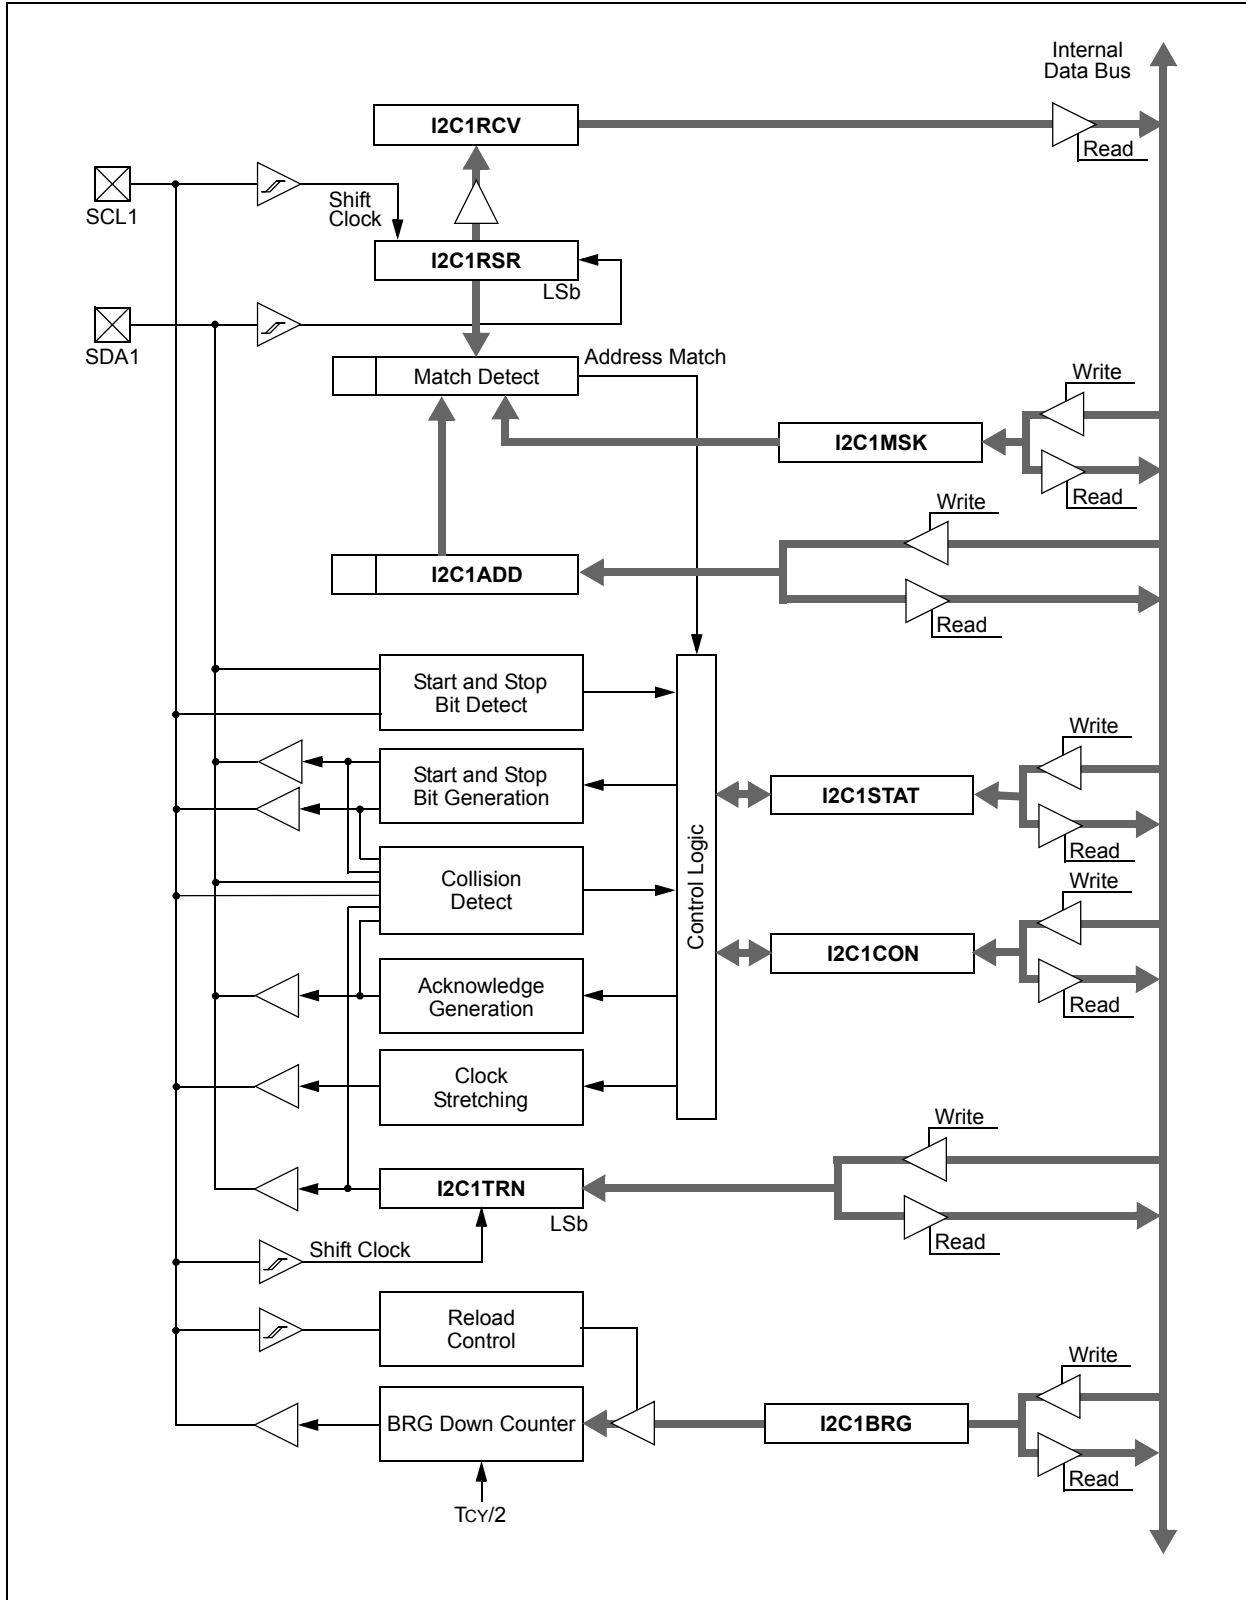 Internal
Data Bus
I2C1RCV
Read
SCL1
Shift
Clock
I2C1RSR
LSb
SDA1
Address Match
Match Detect
Write
I2C1MSK
Read
Write
I2C1ADD
Read
Start and Stop
Bit Detect
Write
Start and Stop
Bit Generation
I2C1STAT
Read
Control Logic
Collision
Detect
Write
I2C1CON
Read
Acknowledge
Generation
Clock
Stretching
Write
I2C1TRN
LSb
Read
Shift Clock
Reload
Control
Write
BRG Down Counter
I2C1BRG
Read
TCY/2